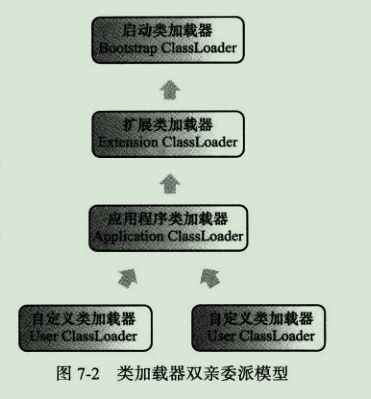 启动类加载器
Bootstrap ClassLoader
扩展类加载器
Extension ClassLoader
应用程序类加载器
Application ClassLoader
自定义类加载器
User ClassLoader
自定义类加载器
User ClassLoader
图 7-2 类加载器双亲委派模型